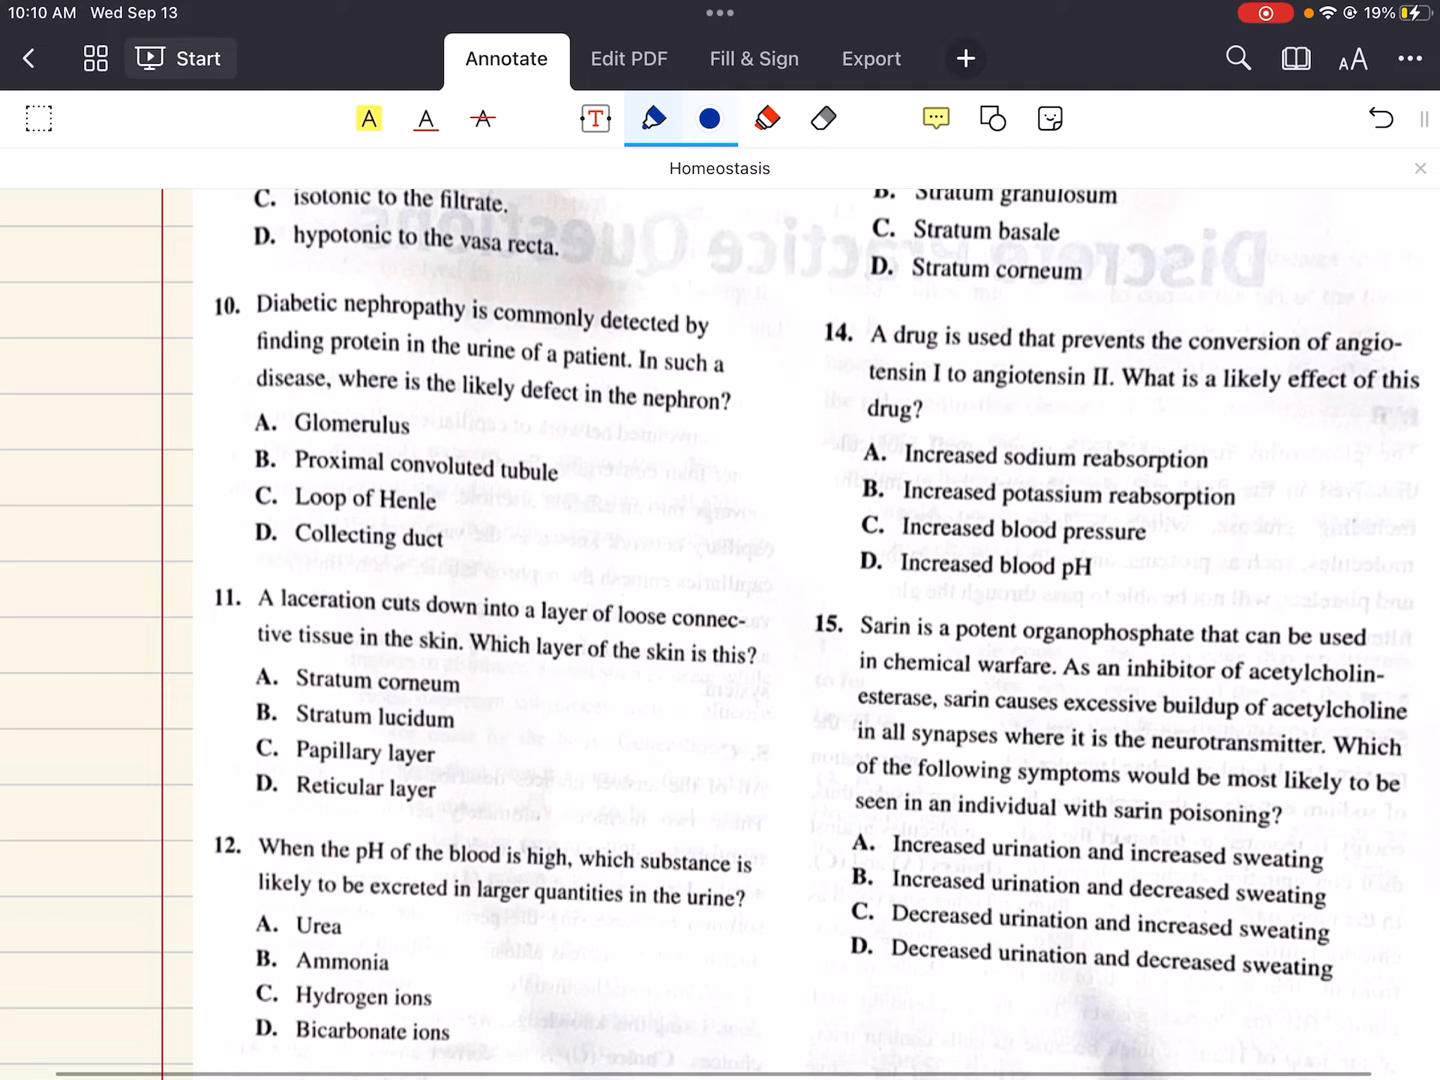 10:10 AM Wed Sep 13
19%
Start
Annotate
Edit PDF
Fill & Sign
Export
AA
A
A
A
T
Homeostasis
C. isotonic to the filtrate.
D. hypotonic to the vasa recta.
10. Diabetic nephropathy is commonly detected by
finding protein in the urine of a patient. In such a
disease, where is the likely defect in the nephron?
A. Glomerulus
B. Proximal convoluted tubule
C. Loop of Henle
D. Collecting duct
11. A laceration cuts down into a layer of loose connec-
tive tissue in the skin. Which layer of the skin is this?
A. Stratum corneum
B. Stratum lucidum
C. Papillary layer
D. Reticular layer
12. When the pH of the blood is high, which substance is
likely to be excreted in larger quantities in the urine?
A. Urea
B. Ammonia
C. Hydrogen ions
D. Bicarbonate ions
B. Stratum granulosum
C. Stratum basale
D. Stratum corneum
14. A drug is used that prevents the conversion of angio-
tensin I to angiotensin II. What is a likely effect of this
drug?
A. Increased sodium reabsorption
B. Increased potassium reabsorption
C. Increased blood pressure
D. Increased blood pH
15. Sarin is a potent organophosphate that can be used
in chemical warfare. As an inhibitor of acetylcholin-
esterase, sarin causes excessive buildup of acetylcholine
in all synapses where it is the neurotransmitter. Which
of the following symptoms would be most likely to be
seen in an individual with sarin poisoning?
A. Increased urination and increased sweating
B. Increased urination and decreased sweating
C. Decreased urination and increased sweating
D. Decreased urination and decreased sweating
Discrete Practice Questions